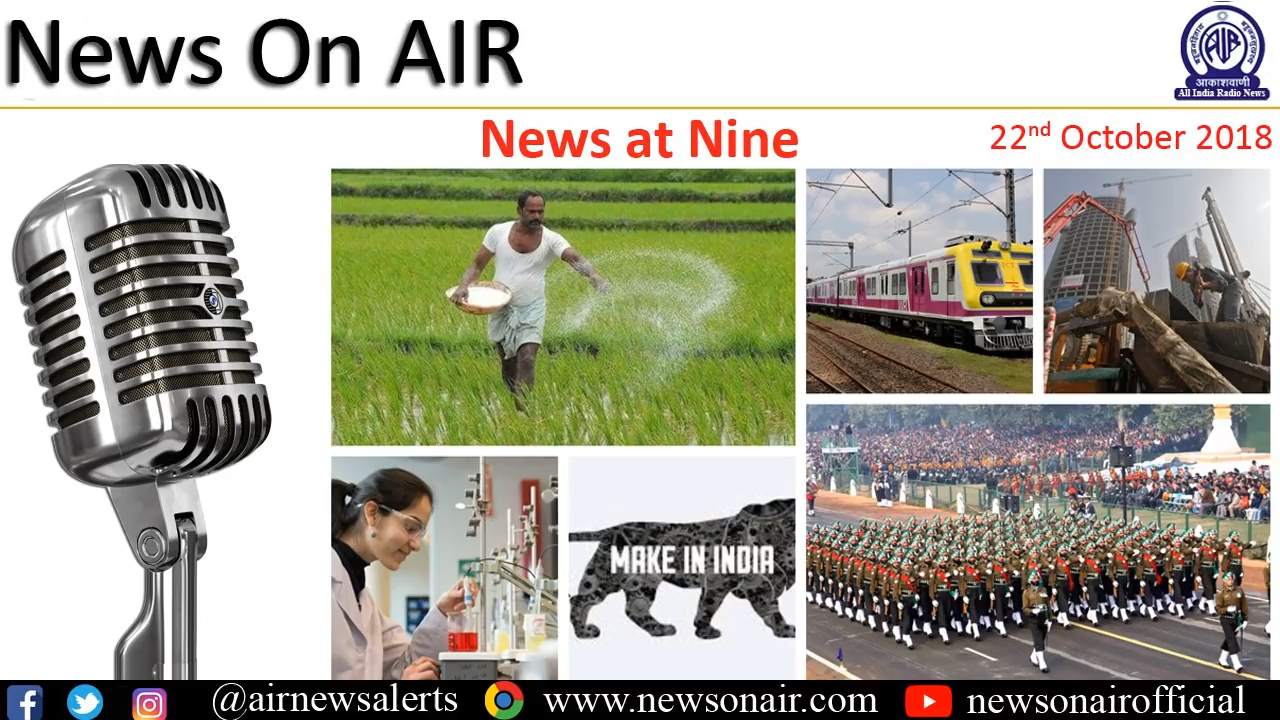 News On AIR
AIR
आकाशवाणी
All India Radio News
News at Nine
22nd October 2018
MAKE IN INDIA
@airnewsalerts
www.newsonair.com
newsonairofficial